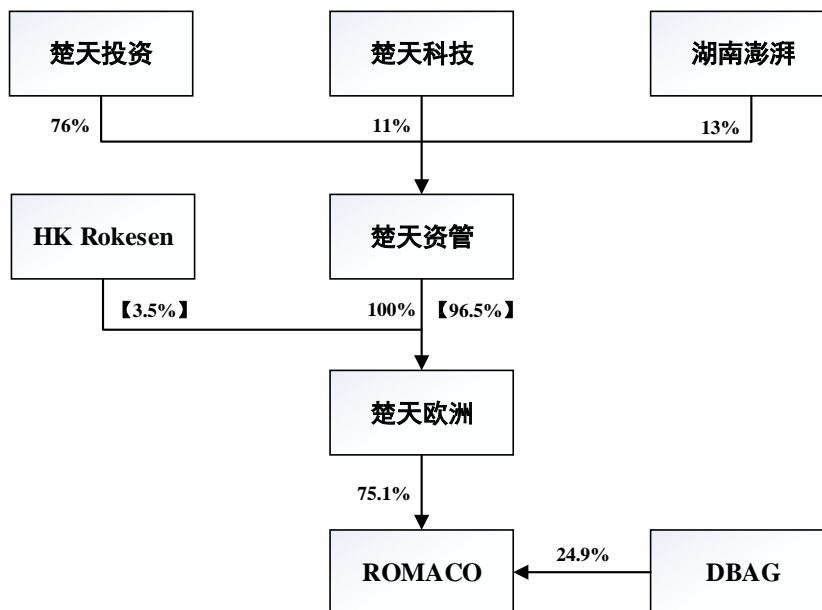 楚天投资
楚天科技
湖南澎湃
76%
11%
13%
HK Rokesen
楚天资管
【3.5%】
100%
【96.5%】
楚天欧洲
75.1%
ROMACO
24.9%
DBAG